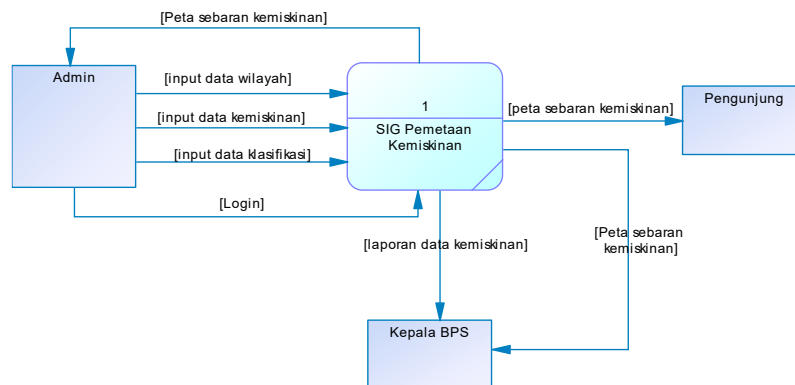 [Peta sebaran kemiskinan]
Admin
[input data wilayah]
[input data kemiskinan]
[input data klasifikasi]
[Login]
1
SIG Pemetaan
Kemiskinan
[peta sebaran kemiskinan]
Pengunjung
[laporan data kemiskinan]
[Peta sebaran
kemiskinan]
Kepala BPS